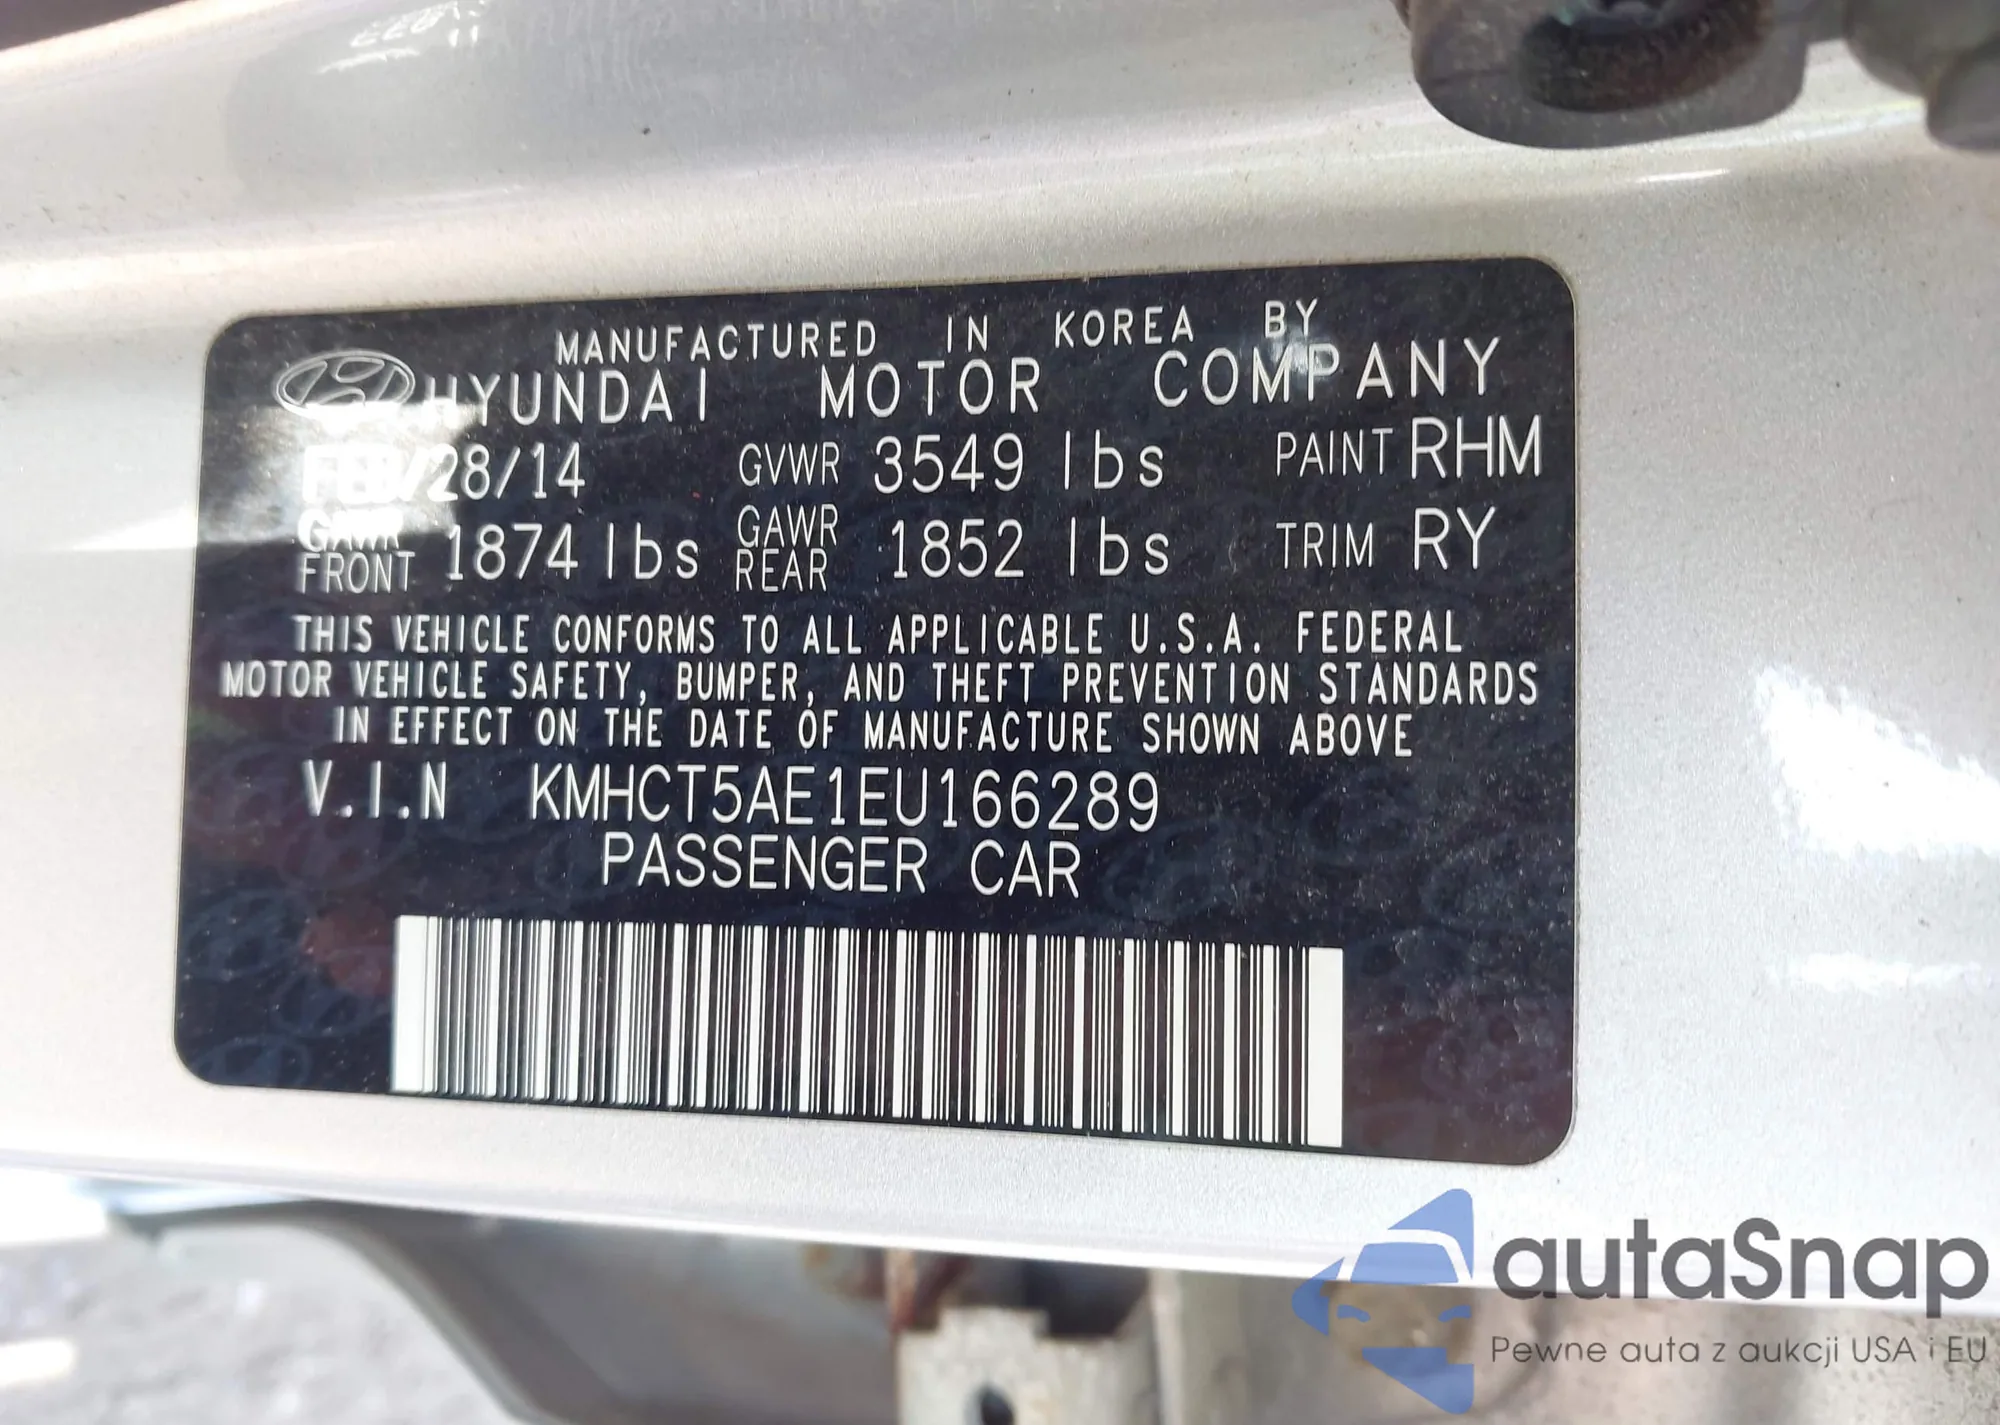 MANUFACTURED IN KOREA BY
HYUNDAI MOTOR COMPANY
FEB/28/14 GVWR 3549 lbs PAINT RHM
GAWR FRONT 1874 lbs GAWR REAR 1852 lbs TRIM RY
THIS VEHICLE CONFORMS TO ALL APPLICABLE U.S.A. FEDERAL
MOTOR VEHICLE SAFETY, BUMPER, AND THEFT PREVENTION STANDARDS
IN EFFECT ON THE DATE OF MANUFACTURE SHOWN ABOVE
V.I.N KMHCT5AE1EU166289
PASSENGER CAR
autaSnap
Pewne auta z aukcji USA i EU